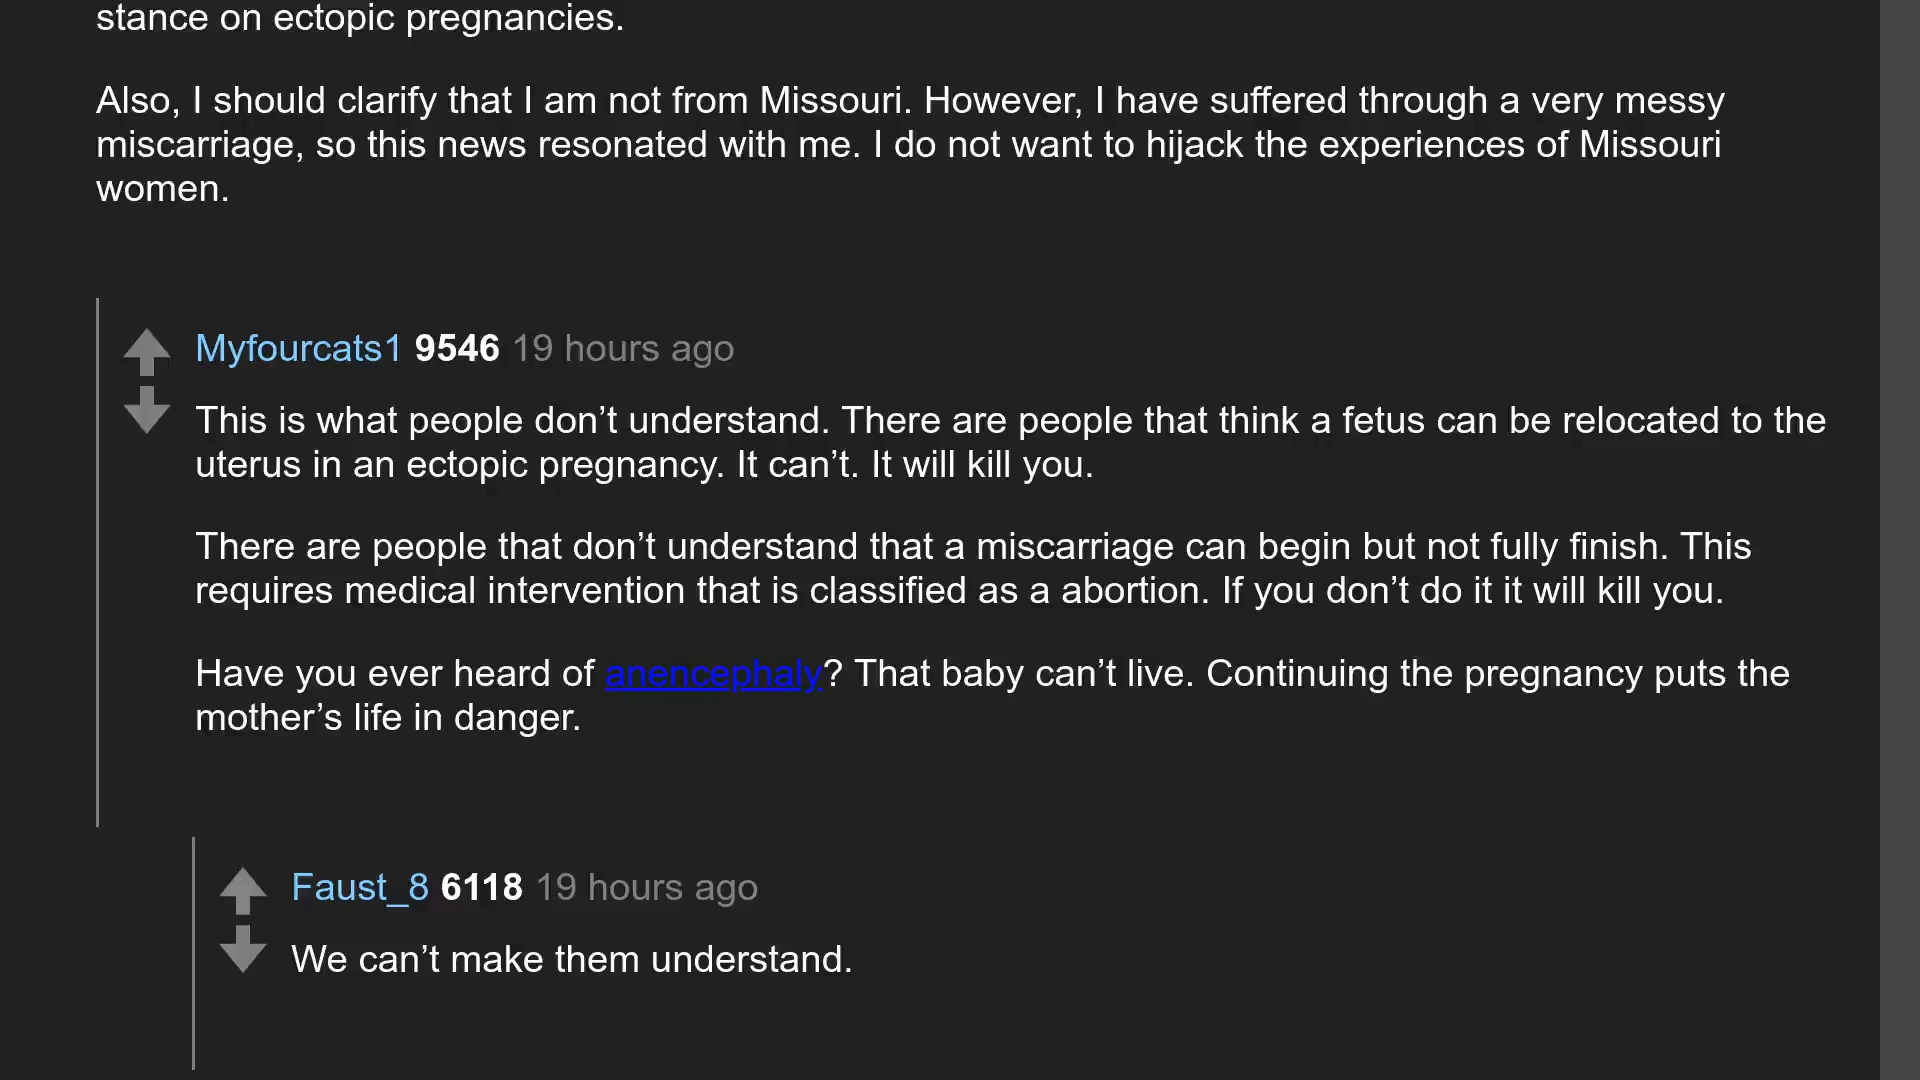 stance on ectopic pregnancies.
Also, I should clarify that I am not from Missouri. However, I have suffered through a very messy
miscarriage, so this news resonated with me. I do not want to hijack the experiences of Missouri
women.
Myfourcats1 9546 19 hours ago
This is what people don’t understand. There are people that think a fetus can be relocated to the
uterus in an ectopic pregnancy. It can’t. It will kill you.
There are people that don’t understand that a miscarriage can begin but not fully finish. This
requires medical intervention that is classified as a abortion. If you don’t do it it will kill you.
Have you ever heard of anencephaly? That baby can’t live. Continuing the pregnancy puts the
mother’s life in danger.
Faust_8 6118 19 hours ago
We can’t make them understand.